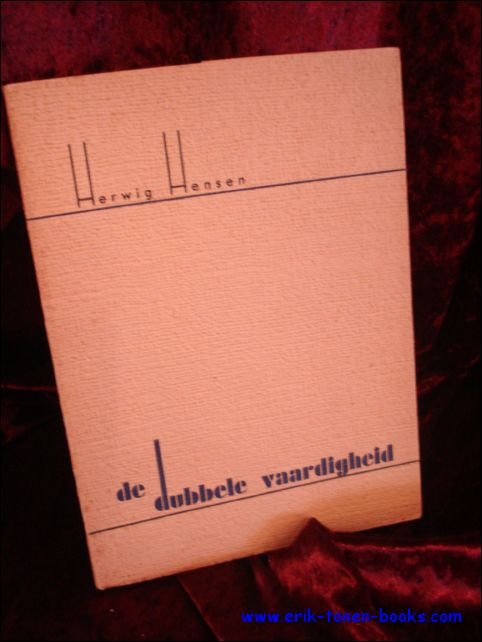 Herwig Hensen
de dubbele vaardigheid
www.erik-tonen-books.com